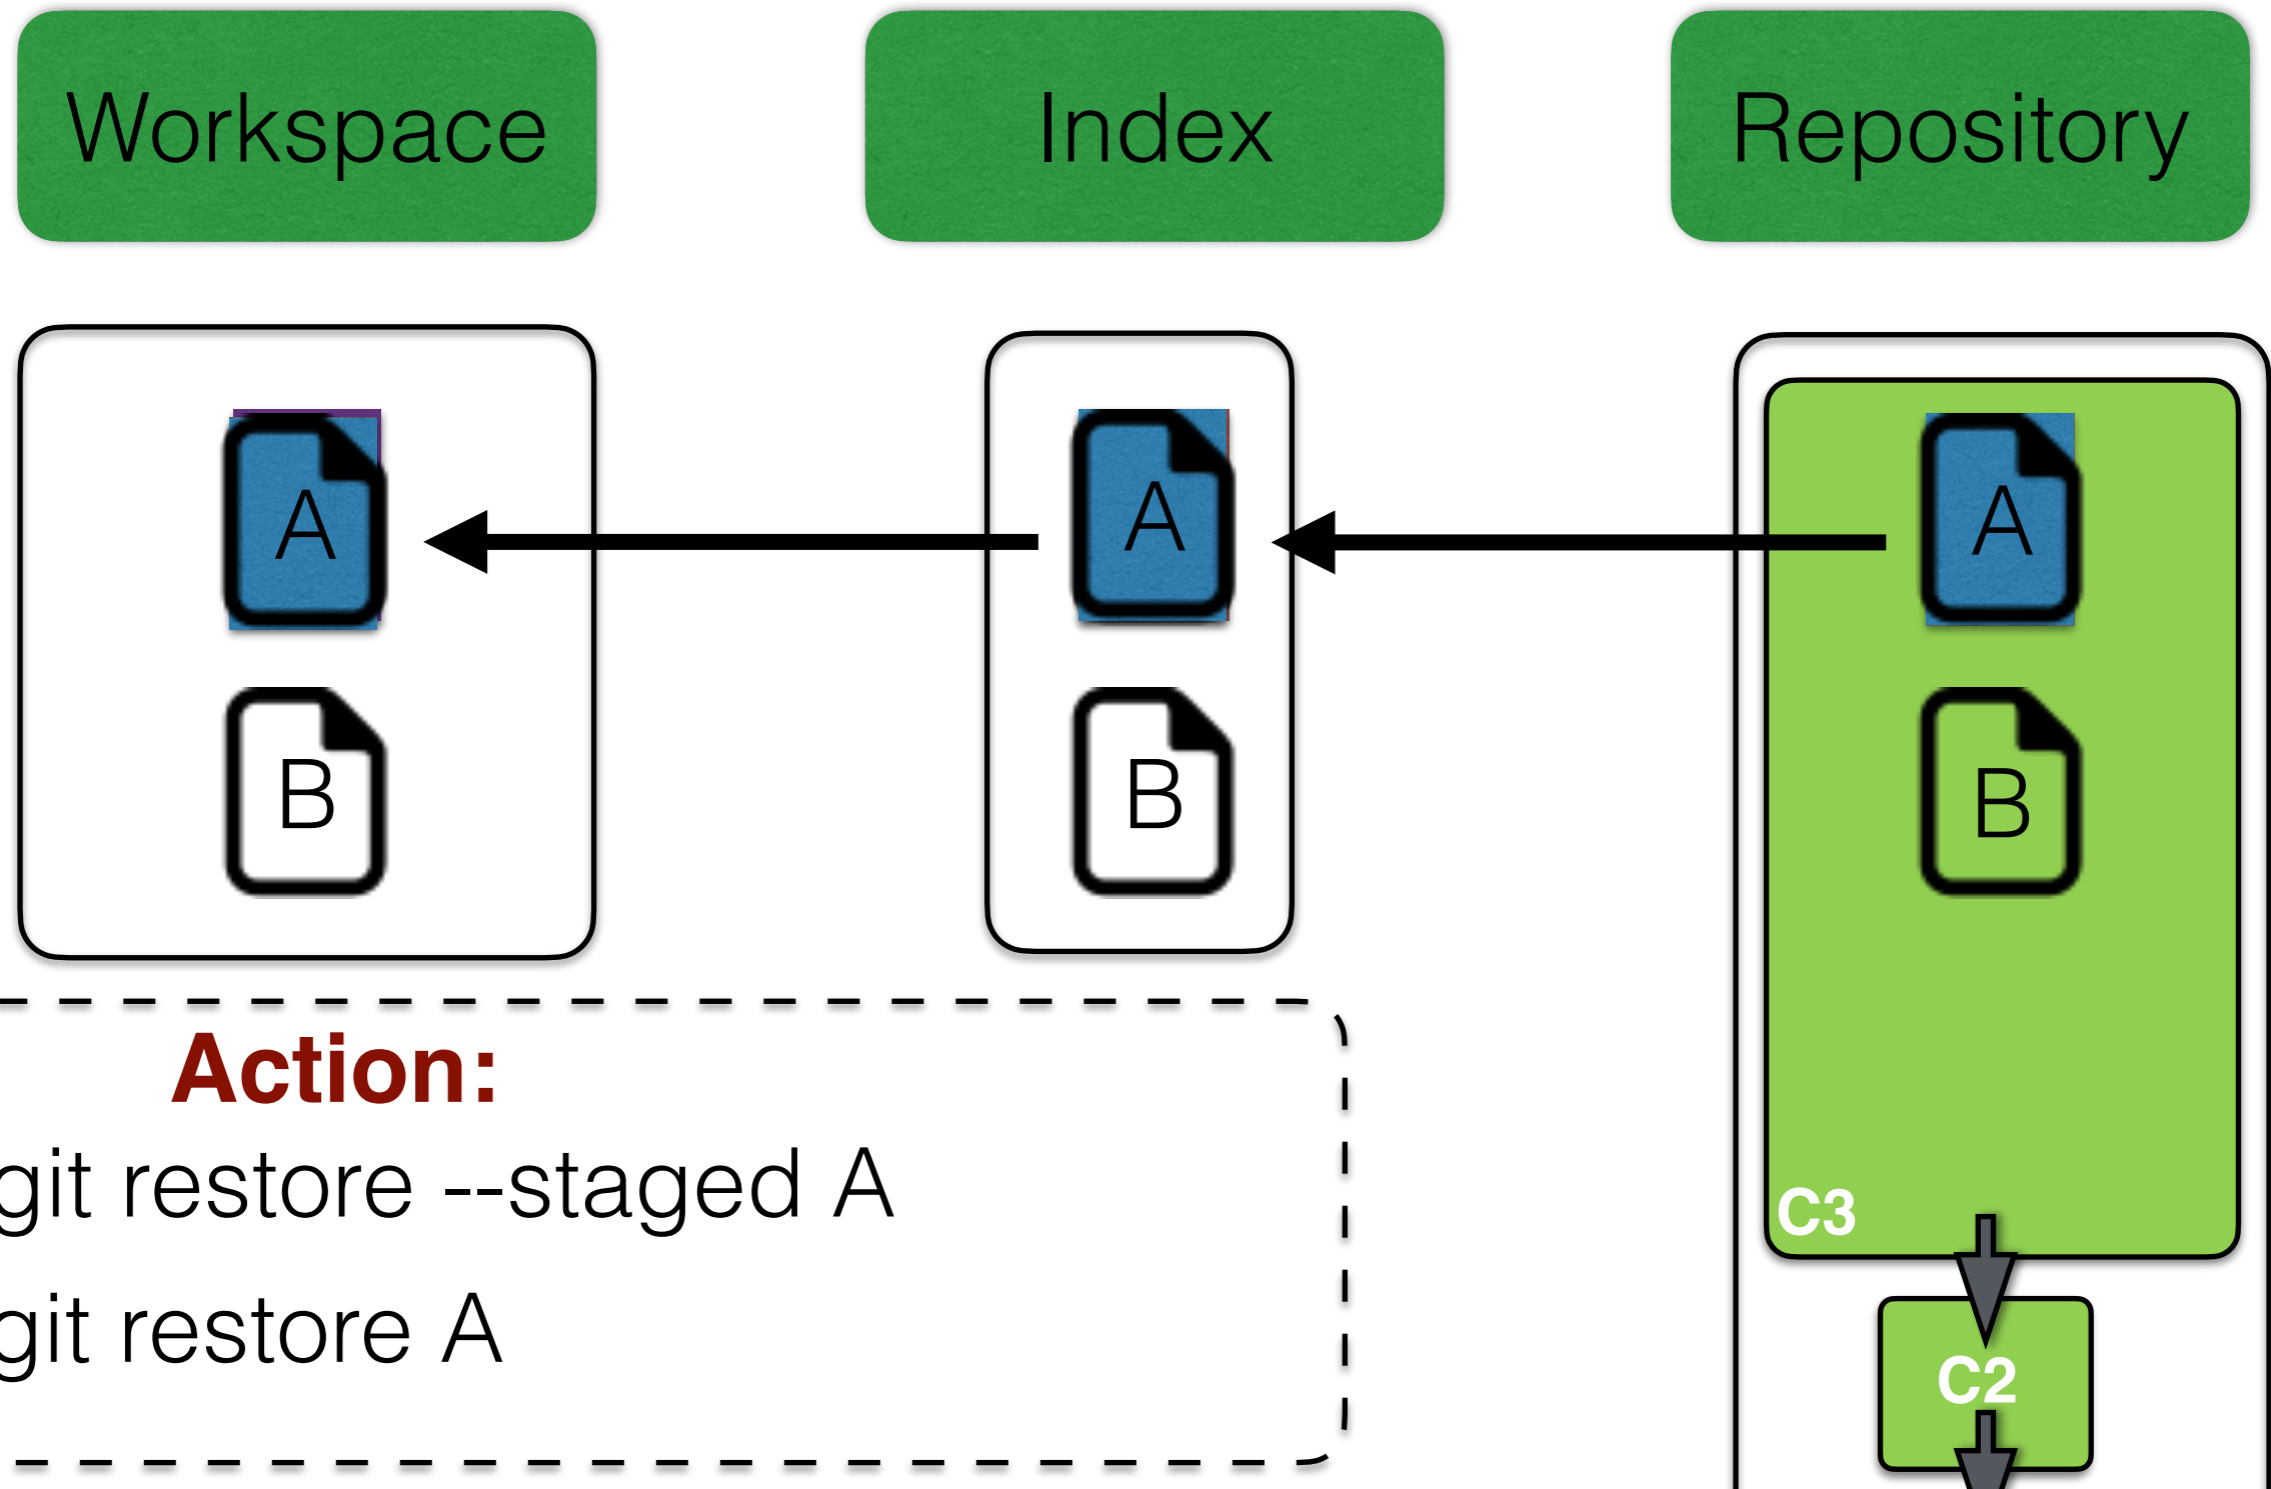 Workspace
Index
Repository
A
A
A
B
B
B
Action:
git restore --staged A
git restore A
C3
C2